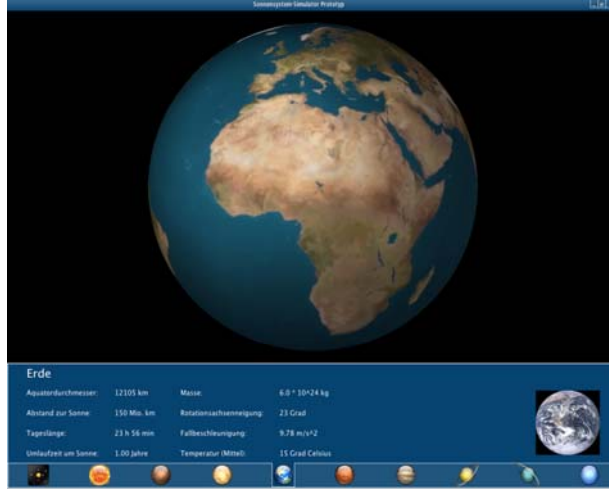 Sonnensystem-Simulator Prototyp
Erde
Aquatordurchmesser: 12105 km Masse: 6.0 * 10^24 kg
Abstand zur Sonne: 150 Mio. km Rotationsachsenneigung: 23 Grad
Tageslänge: 23 h 56 min Fallbeschleunigung: 9.78 m/s^2
Umlaufzeit um Sonne: 1.00 Jahre Temperatur (Mittel): 15 Grad Celsius